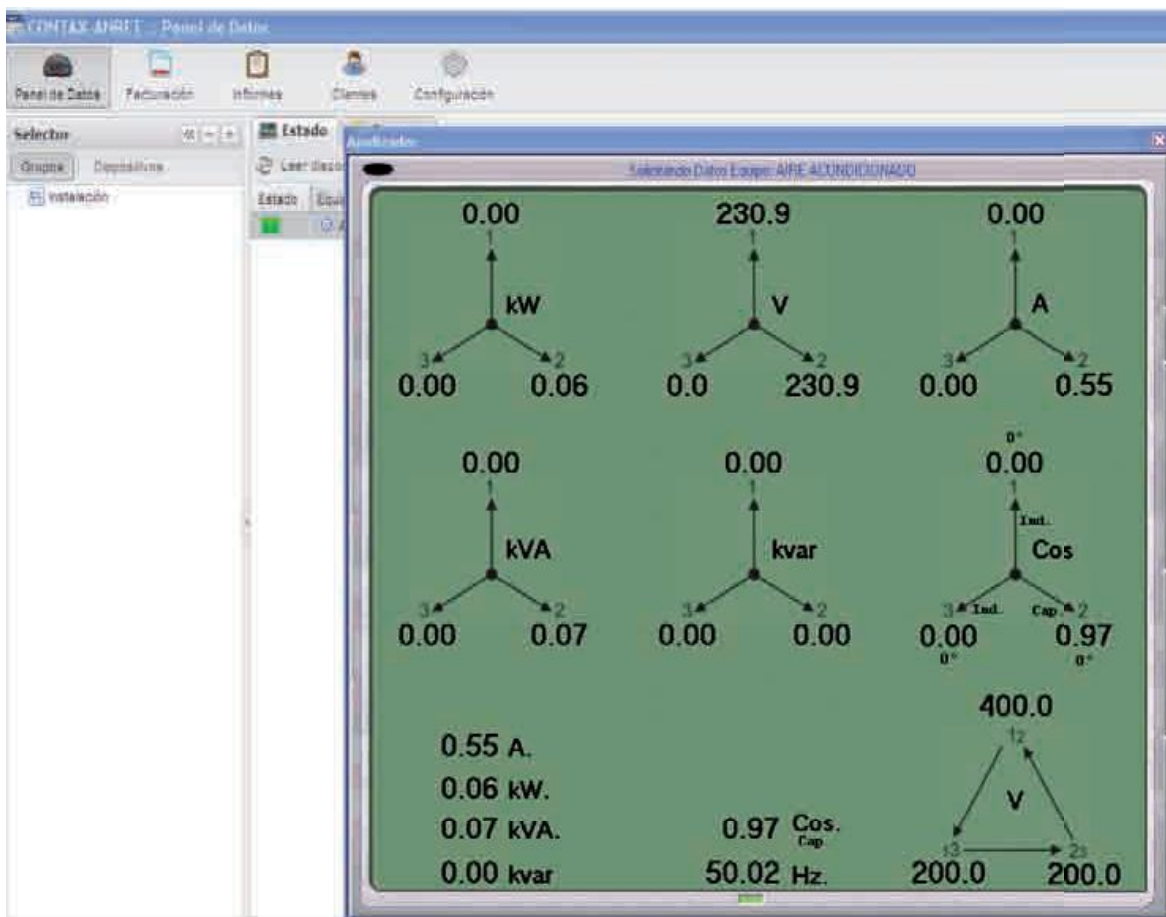 CONTAX ANRET - Panel de Datos
Panel de Datos Facturación Informes Clientes Configuración
Selector
Grupos Dispositivos
Instalación
Estado
Leer
Estado
Analizador
Solicitando Datos Equipo: AIRE ACONDICIONADO
0.00 230.9 0.00
1 1 1
kW V A
3 2 3 2 3 2
0.00 0.06 0.0 230.9 0.00 0.55
0°
0.00 0.00 0.00
1 1 1
Ind.
kVA kvar Cos
3 2 3 2 3 Ind. Cap. 2
0.00 0.07 0.00 0.00 0.00 0.97
0° 0°
400.0
12
0.55 A.
0.06 kW.
V
0.07 kVA.
0.97 Cos.
Cap
13 23
0.00 kvar 50.02 Hz. 200.0 200.0